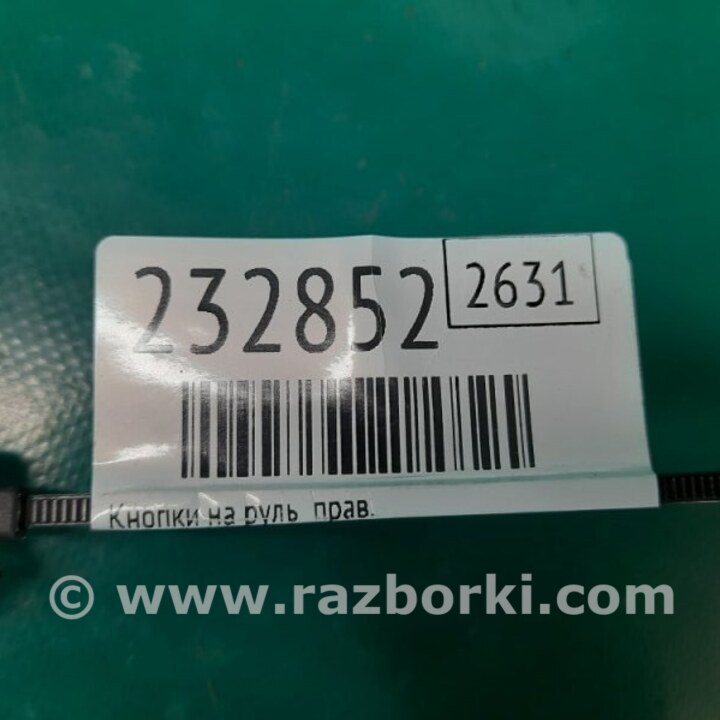 232852 2631
Кнопки на руль прав.
© www.razborki.com